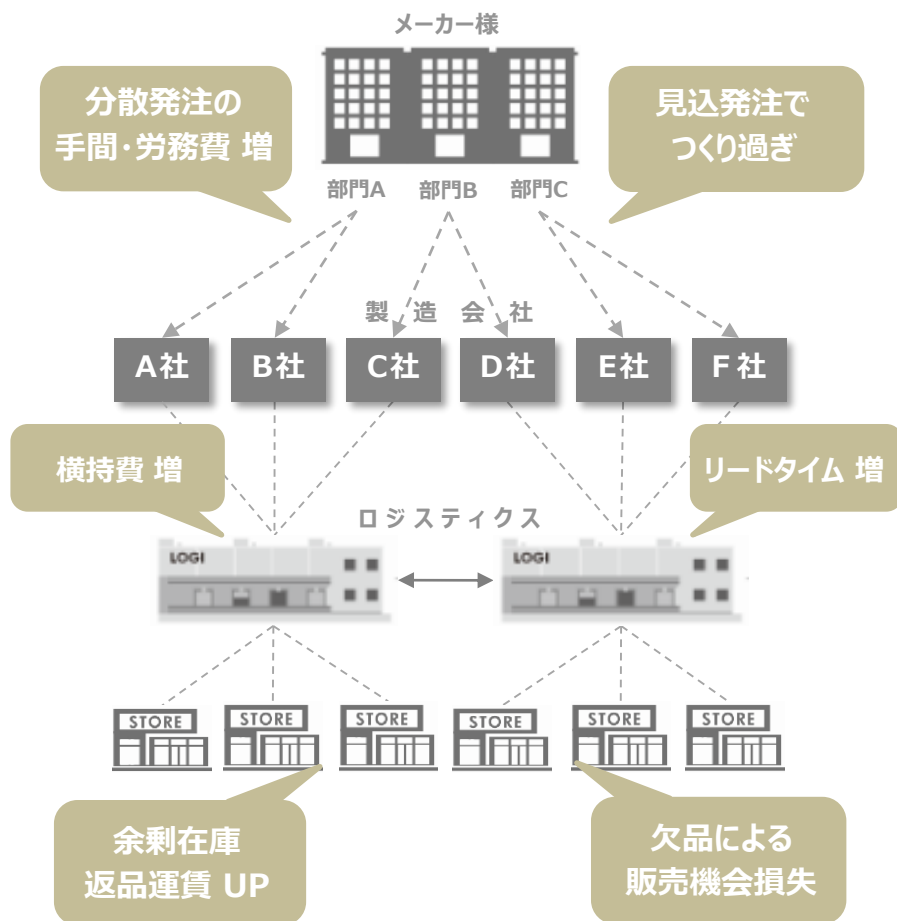 メーカー様
分散発注の
手間・労務費 増
見込発注で
つくり過ぎ
部門A
部門B
部門C
製造会社
A社
B社
C社
D社
E社
F社
横持費 増
リードタイム 増
ロジスティクス
LOGI
LOGI
STORE
STORE
STORE
STORE
STORE
STORE
余剰在庫
返品運賃 UP
欠品による
販売機会損失